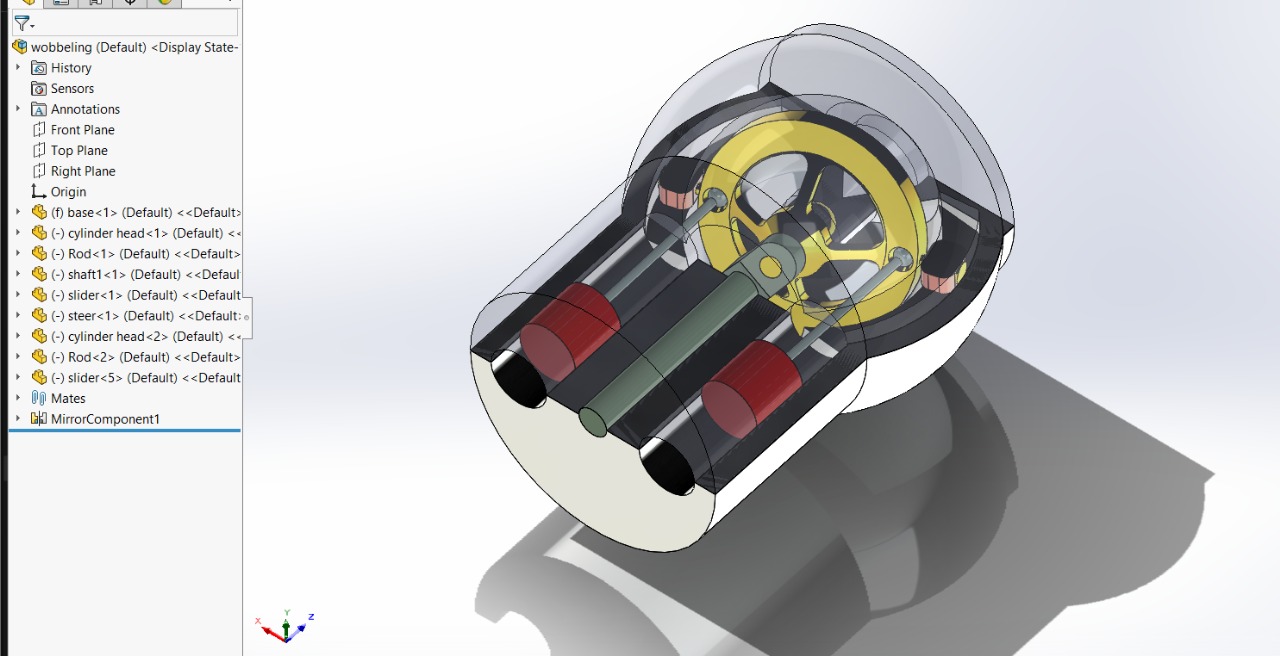 wobbeling (Default) <Display State-
History
Sensors
A Annotations
Front Plane
Top Plane
Right Plane
Origin
(f) base<1> (Default) <<Default>
(-) cylinder head<1> (Default) <<
(-) Rod<1> (Default) <<Default>
(-) shaft1<1> (Default) <<Defaul
(-) slider<1> (Default) <<Default
(-) steer<1> (Default) <<Default>
(-) cylinder head<2> (Default) <<
(-) Rod<2> (Default) <<Default>
(-) slider<5> (Default) <<Default
Mates
MirrorComponent1
Y
X Z